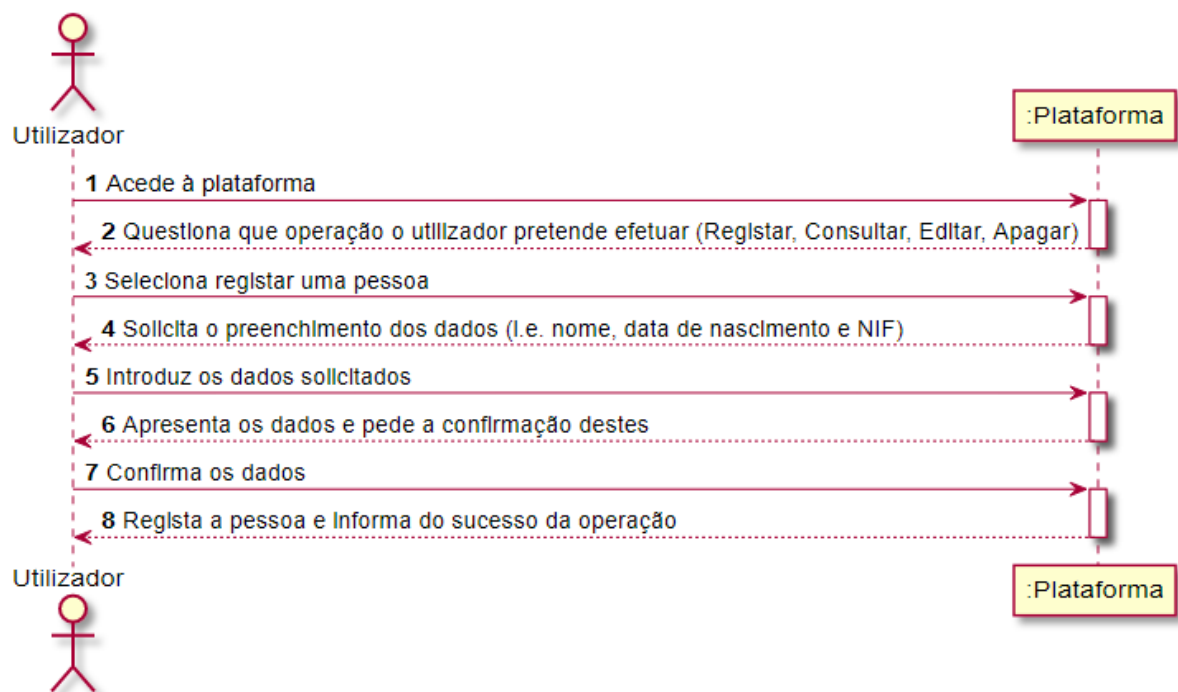 Utilizador
:Plataforma
1 Acede à plataforma
2 Questiona que operação o utilizador pretende efetuar (Registar, Consultar, Editar, Apagar)
3 Seleciona registar uma pessoa
4 Solicita o preenchimento dos dados (i.e. nome, data de nascimento e NIF)
5 Introduz os dados solicitados
6 Apresenta os dados e pede a confirmação destes
7 Confirma os dados
8 Regista a pessoa e informa do sucesso da operação
Utilizador
:Plataforma